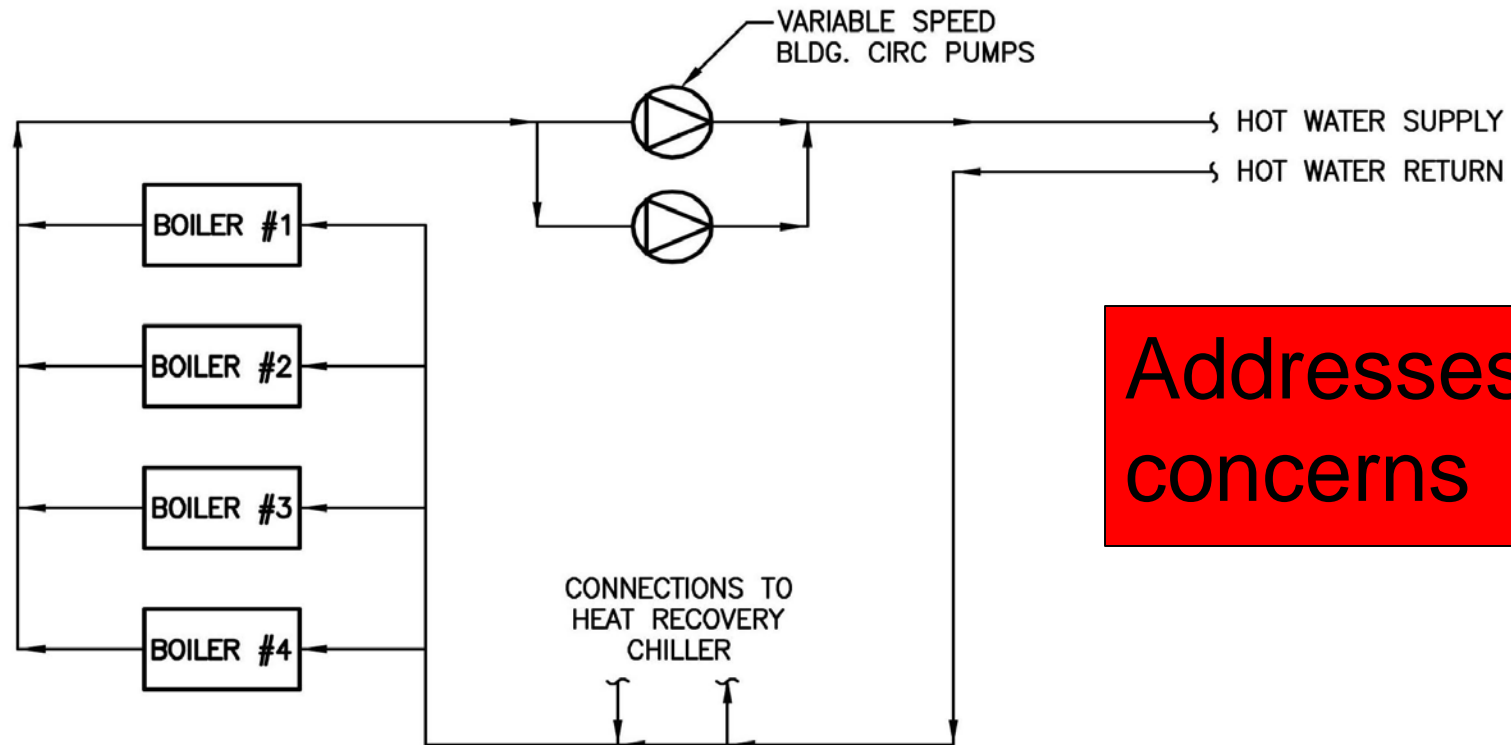 VARIABLE SPEED
BLDG. CIRC PUMPS
HOT WATER SUPPLY
HOT WATER RETURN
BOILER #1
BOILER #2
BOILER #3
BOILER #4
Addresses
concerns
CONNECTIONS TO
HEAT RECOVERY
CHILLER